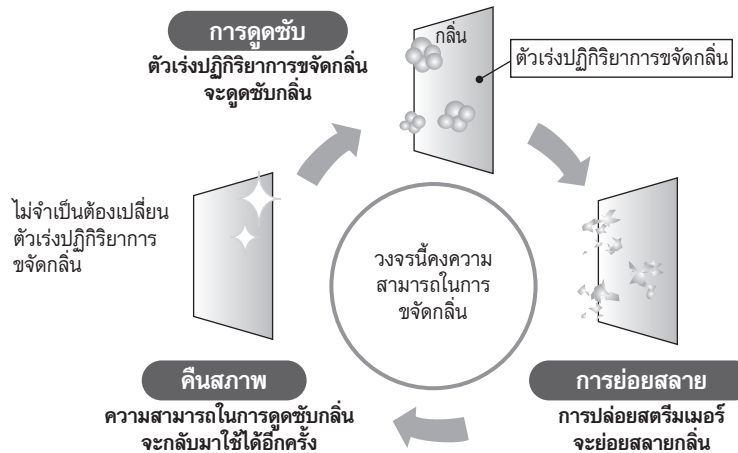 การดูดซับ
ตัวเร่งปฏิกิริยาการขจัดกลิ่น
จะดูดซับกลิ่น
กลิ่น
ตัวเร่งปฏิกิริยาการขจัดกลิ่น
ไม่จำเป็นต้องเปลี่ยน
ตัวเร่งปฏิกิริยาการ
ขจัดกลิ่น
วงจรนี้คงความ
สามารถในการ
ขจัดกลิ่น
คืนสภาพ
ความสามารถในการดูดซับกลิ่น
จะกลับมาใช้ได้อีกครั้ง
การย่อยสลาย
การปล่อยสตรีมเมอร์
จะย่อยสลายกลิ่น